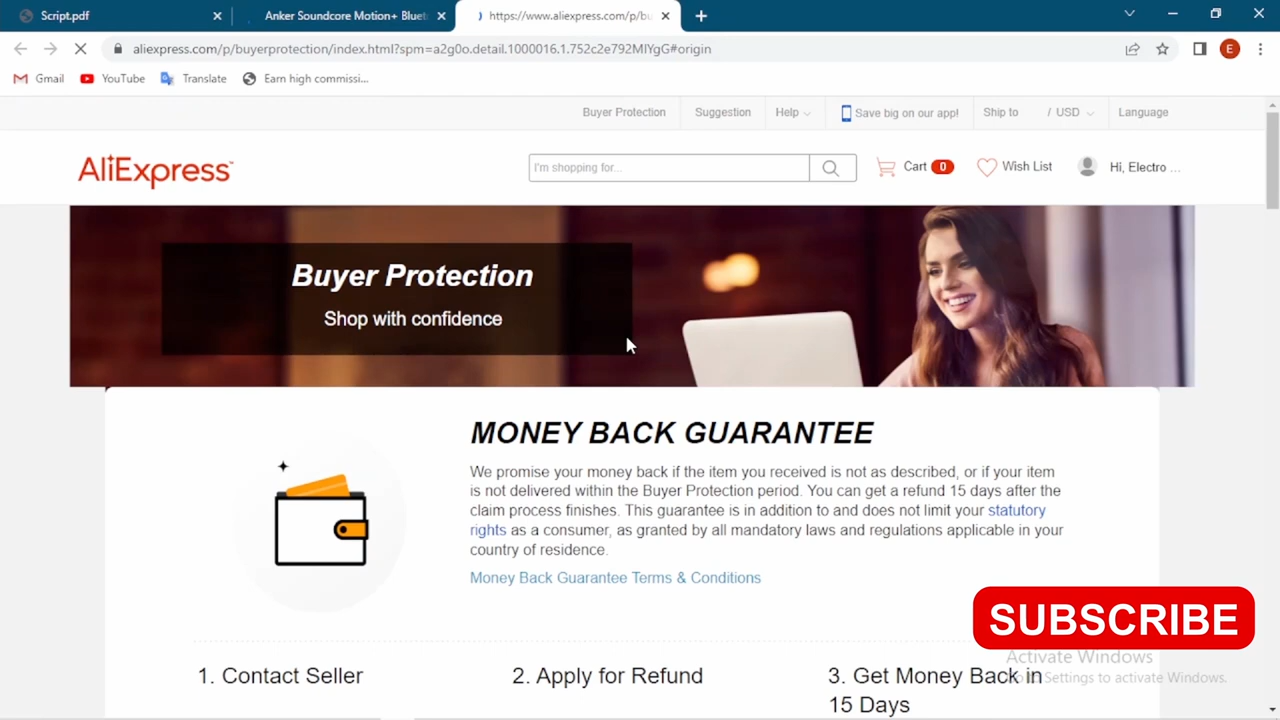 Script.pdf
Anker Soundcore Motion+ Bluet
https://www.aliexpress.com/p/bu
aliexpress.com/p/buyerprotection/index.html?spm=a2g0o.detail.1000016.1.752c2e792MIYgG#origin
E
Gmail YouTube Translate Earn high commissi...
Buyer Protection Suggestion Help Save big on our app! Ship to / USD Language
AliExpress
I'm shopping for...
Cart 0 Wish List Hi, Electro ...
Buyer Protection
Shop with confidence
MONEY BACK GUARANTEE
We promise your money back if the item you received is not as described, or if your item
is not delivered within the Buyer Protection period. You can get a refund 15 days after the
claim process finishes. This guarantee is in addition to and does not limit your statutory
rights as a consumer, as granted by all mandatory laws and regulations applicable in your
country of residence.
Money Back Guarantee Terms & Conditions
SUBSCRIBE
Activate Windows
Settings to activate Windows.
1. Contact Seller
2. Apply for Refund
3. Get Money Back in
15 Days